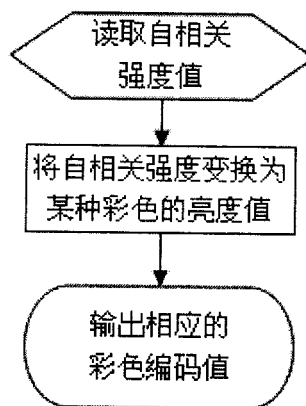 读取自相关
强度值
将自相关强度变换为
某种彩色的亮度值
输出相应的
彩色编码值